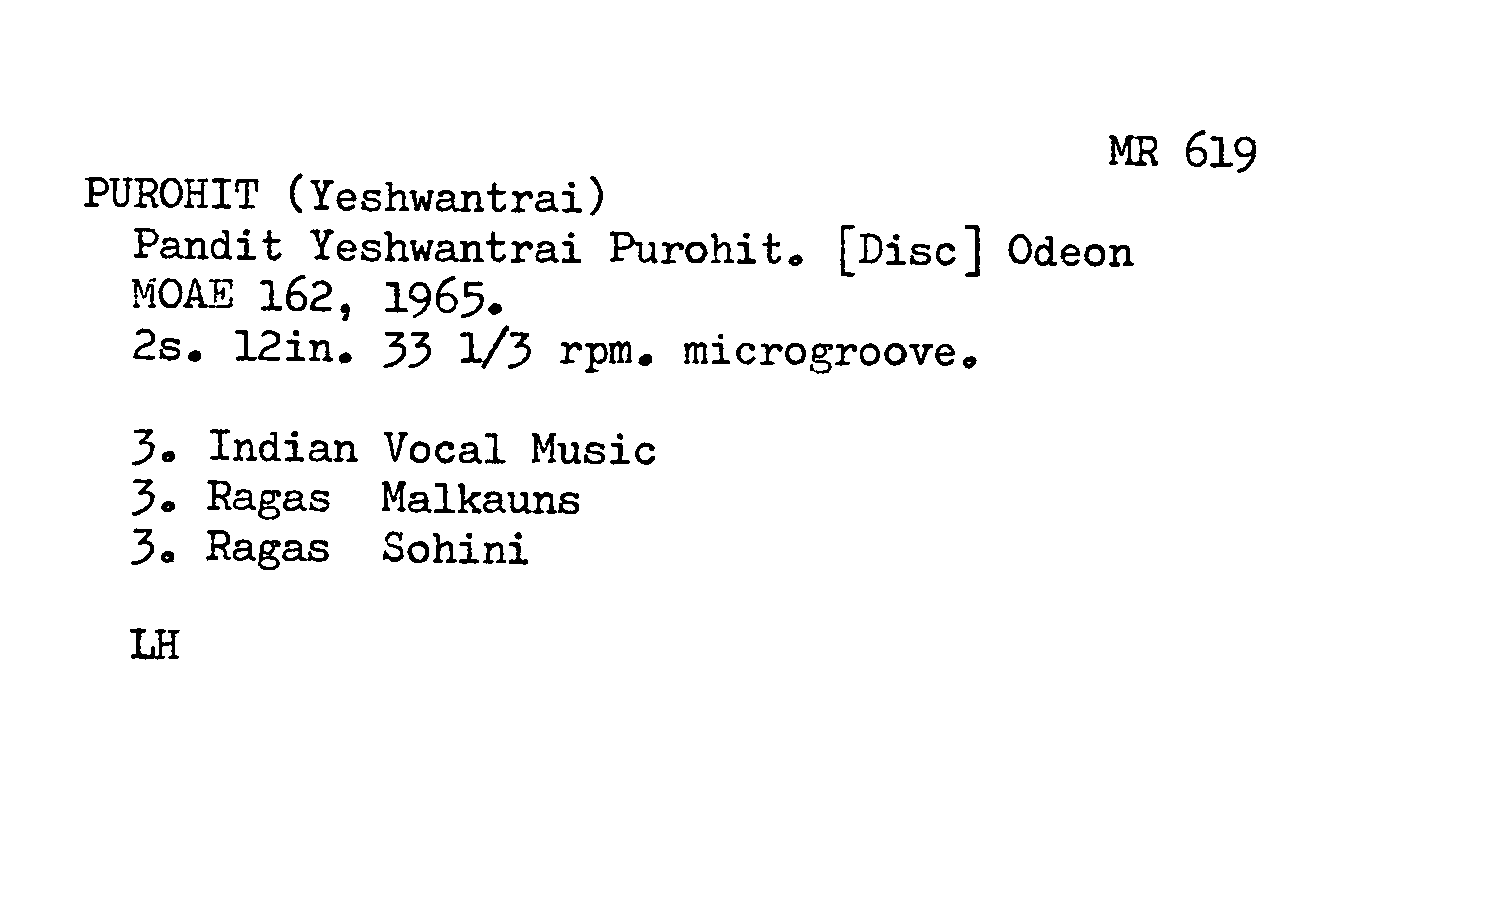 MR 619
PUROHIT (Yeshwantrai)
Pandit Yeshwantrai Purohit. [Disc] Odeon
MOAE 162, 1965.
2s. 12in. 33 1/3 rpm. microgroove.
3. Indian Vocal Music
3. Ragas Malkauns
3. Ragas Sohini
LH